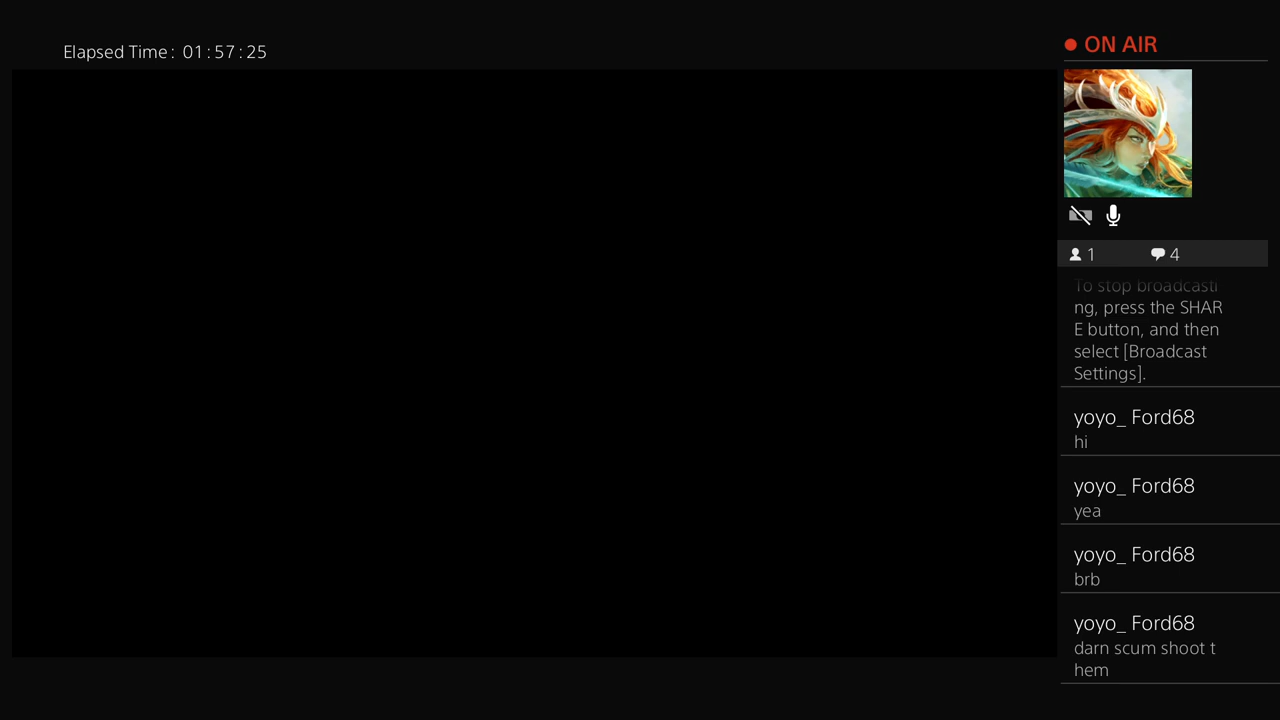 Elapsed Time: 01:57:25
ON AIR
1 4
To stop broadcasti
ng, press the SHAR
E button, and then
select [Broadcast
Settings].
yoyo_ Ford68
hi
yoyo_ Ford68
yea
yoyo_ Ford68
brb
yoyo_ Ford68
darn scum shoot t
hem